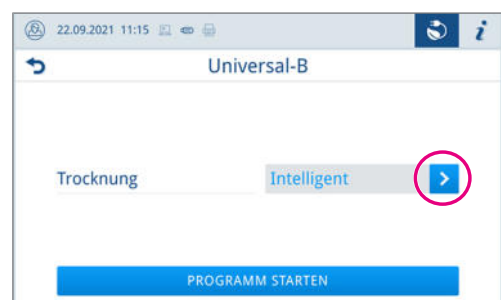 22.09.2021 11:15
i
Universal-B
Trocknung Intelligent >
PROGRAMM STARTEN